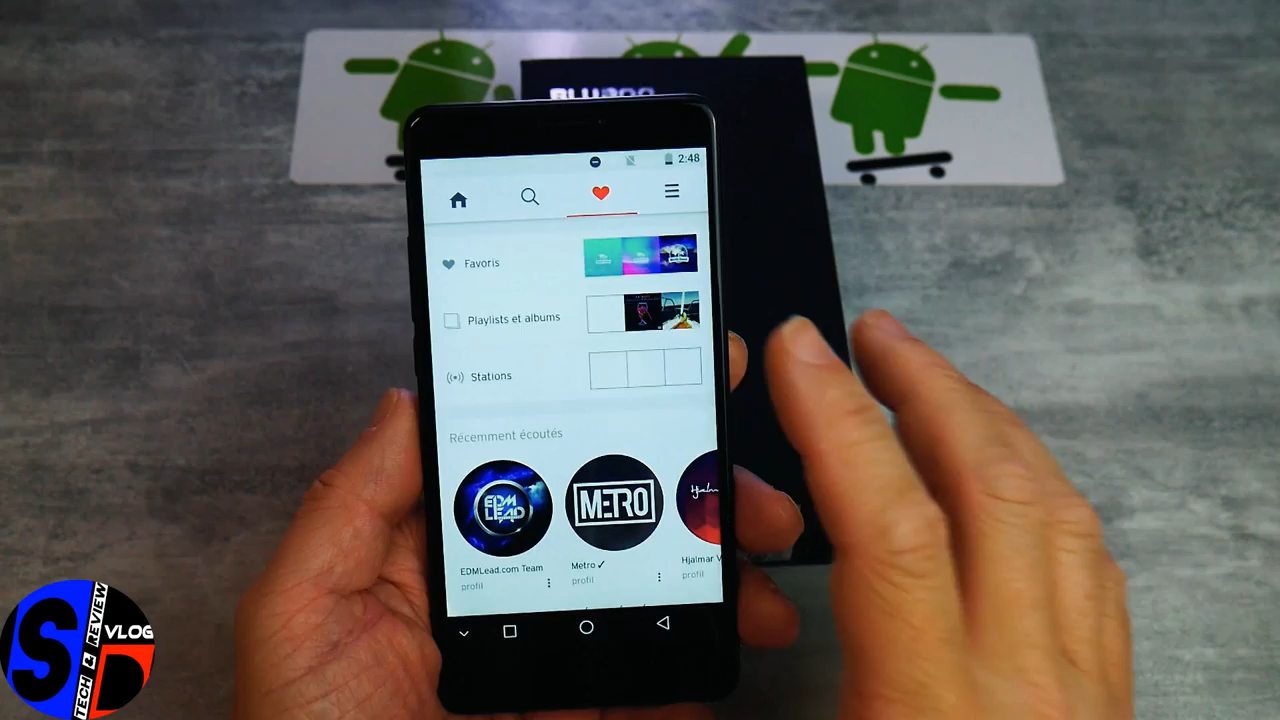 2:48
Favoris
Playlists et albums
Stations
Récemment écoutés
EDM
LEAD
METRO
EDMLead.com Team
profil
Metro ✓
profil
Hjalmar V
profil
SD
TECH & REVIEW
VLOG